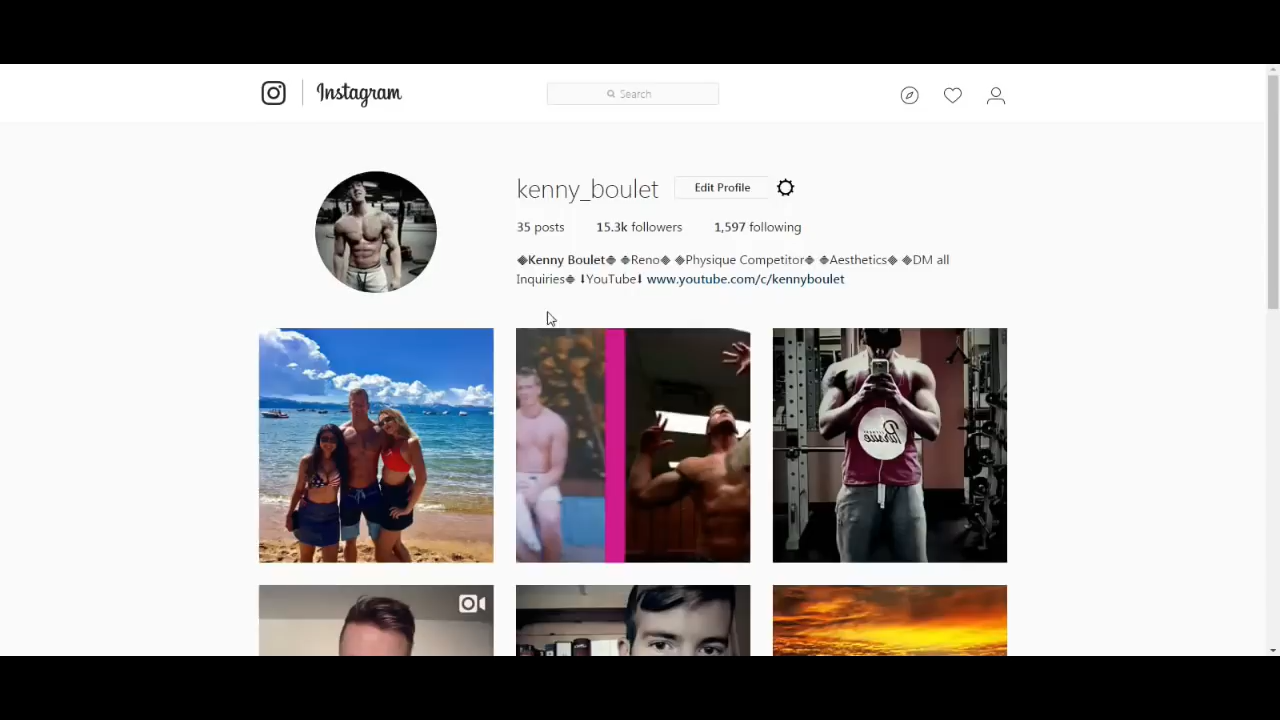 Instagram
Search
kenny_boulet
Edit Profile
35 posts
15.3k followers
1,597 following
◈Kenny Boulet◈ ◈Reno◈ ◈Physique Competitor◈ ◈Aesthetics◈ ◈DM all
Inquiries◈ ⬇YouTube⬇ www.youtube.com/c/kennyboulet
Pursue